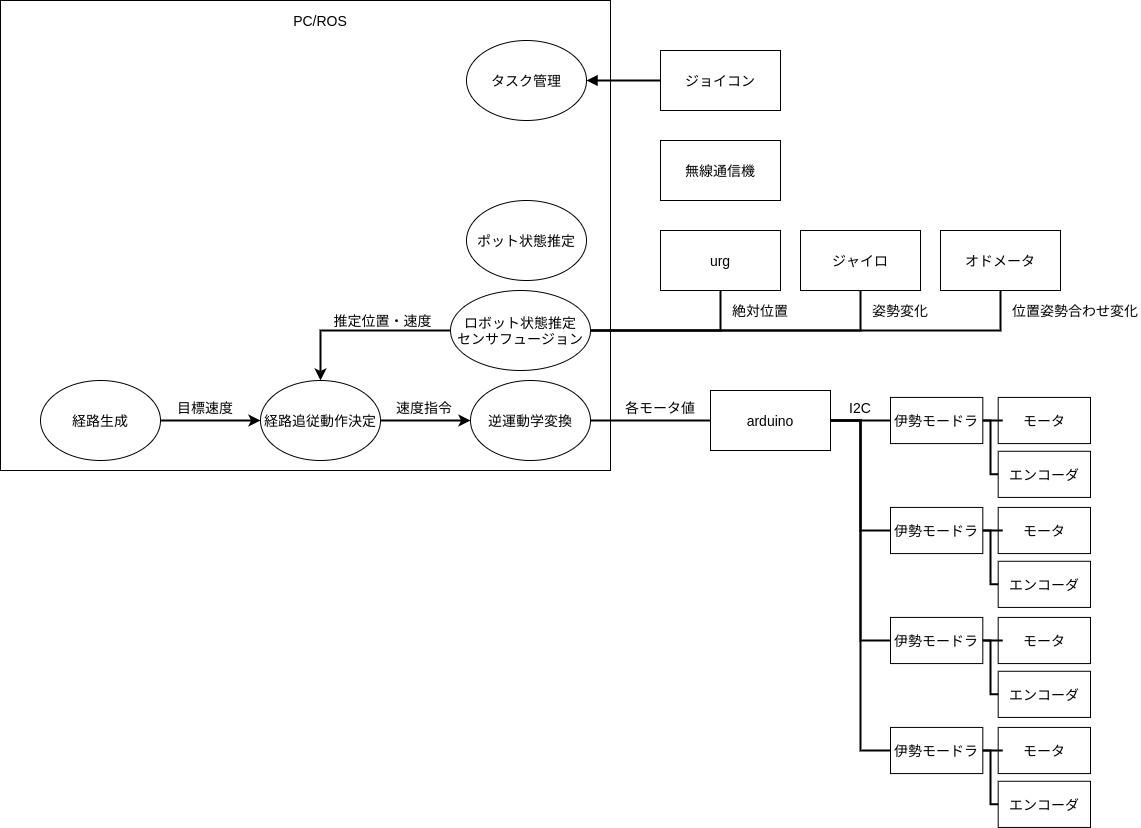 PC/ROS
タスク管理
ジョイコン
無線通信機
ポット状態推定
urg
ジャイロ
オドメータ
絶対位置
姿勢変化
位置姿勢合わせ変化
推定位置・速度
ロボット状態推定
センサフュージョン
経路生成
目標速度
経路追従動作決定
速度指令
逆運動学変換
各モータ値
arduino
I2C
伊勢モードラ
モータ
エンコーダ
伊勢モードラ
モータ
エンコーダ
伊勢モードラ
モータ
エンコーダ
伊勢モードラ
モータ
エンコーダ